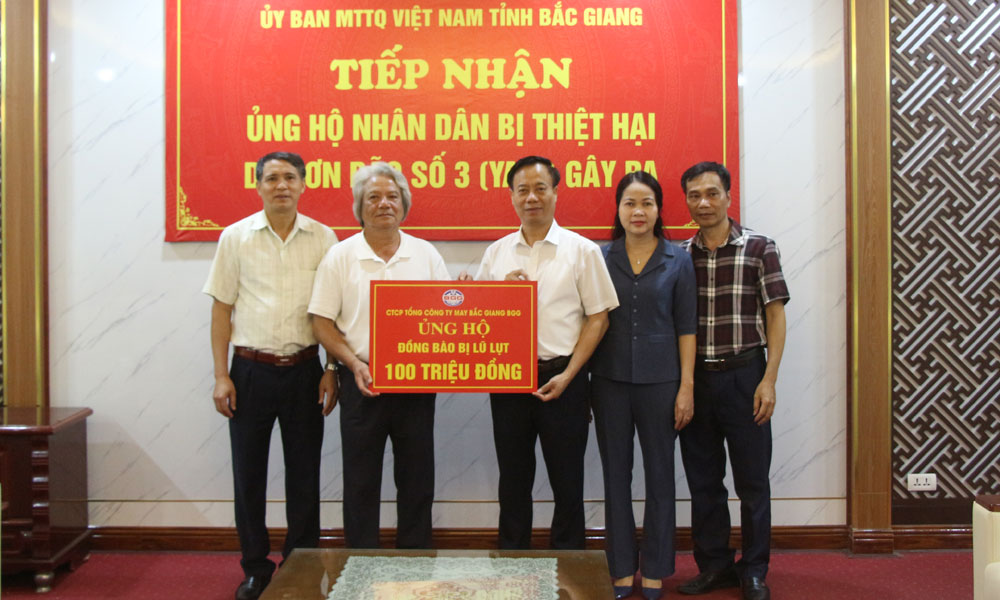 ỦY BAN MTTQ VIỆT NAM TỈNH BẮC GIANG
TIẾP NHẬN
ỦNG HỘ NHÂN DÂN BỊ THIỆT HẠI
SỐ 3 GÂY RA
BGG
CTCP TỔNG CÔNG TY MAY BẮC GIANG BGG
ỦNG HỘ
ĐỒNG BÀO BỊ LŨ LỤT
100 TRIỆU ĐỒNG